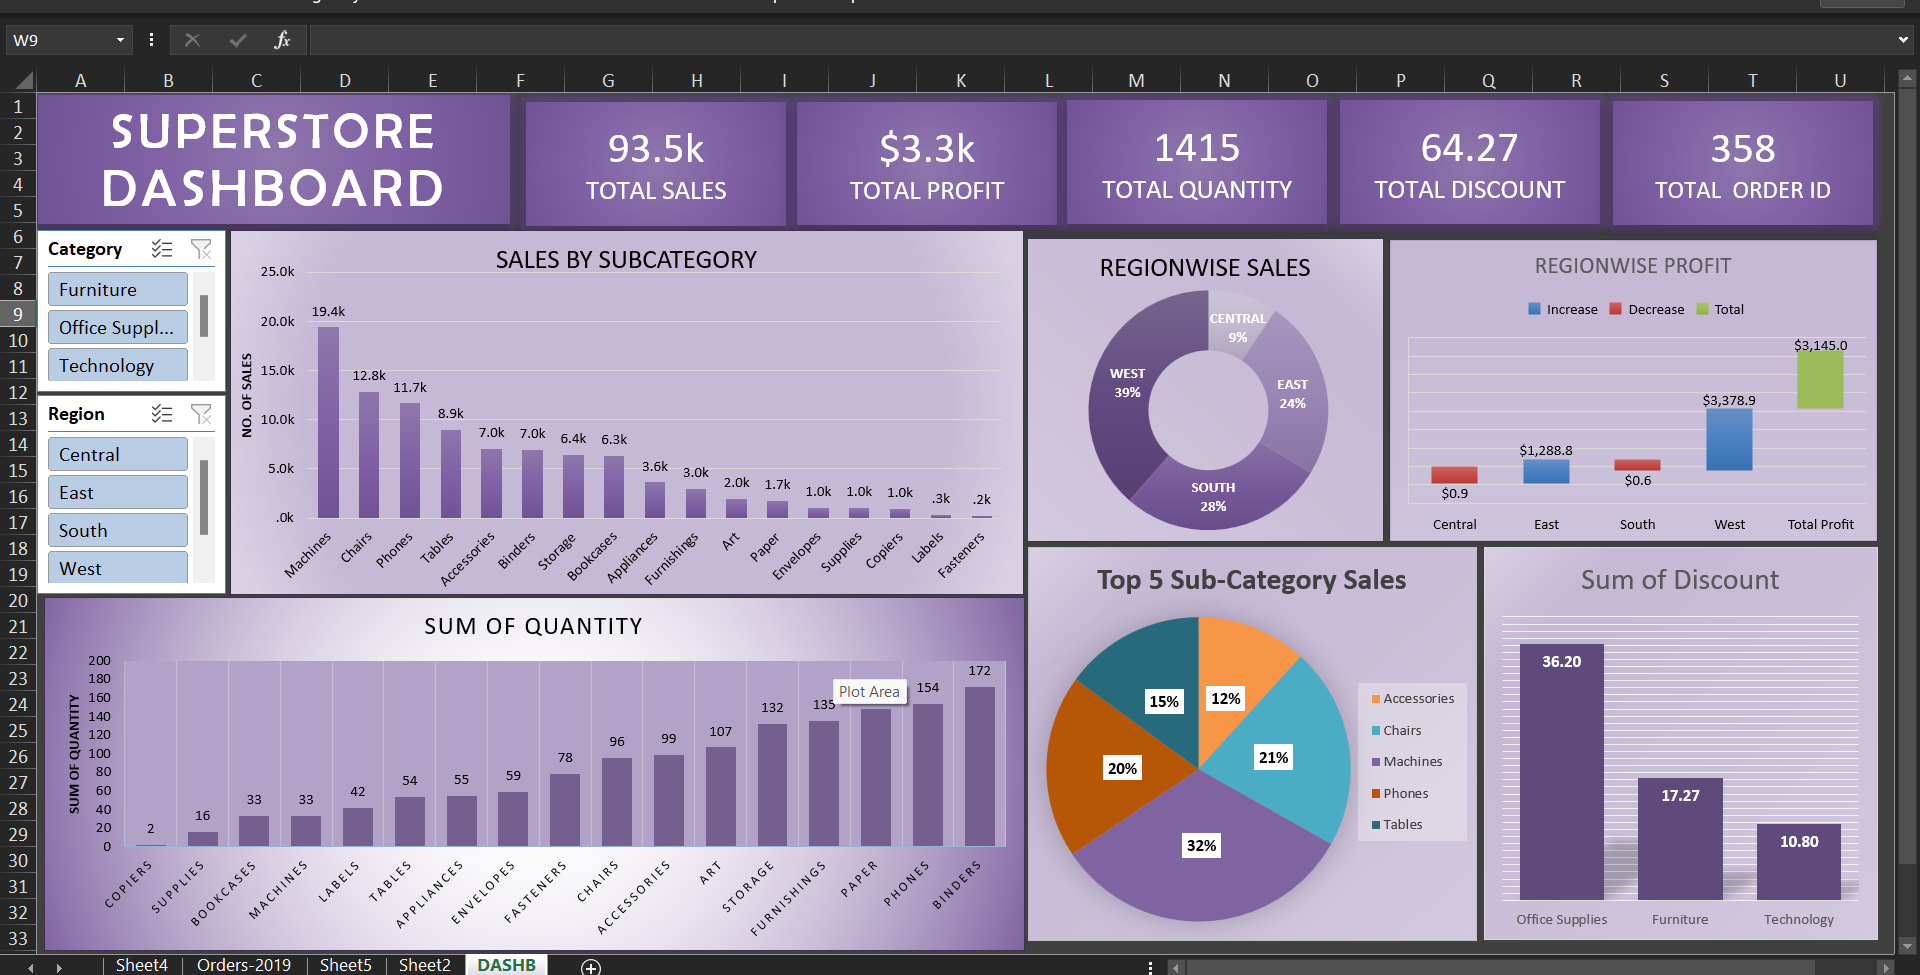 W9
fx
A B C D E F G H I J K L M N O P Q R S T U
1
2
3
4
5
6
7
8
9
10
11
12
13
14
15
16
17
18
19
20
21
22
23
24
25
26
27
28
29
30
31
32
33
SUPERSTORE
DASHBOARD
93.5k
TOTAL SALES
$3.3k
TOTAL PROFIT
1415
TOTAL QUANTITY
64.27
TOTAL DISCOUNT
358
TOTAL ORDER ID
Category
Furniture
Office Suppl...
Technology
Region
Central
East
South
West
SALES BY SUBCATEGORY
NO. OF SALES
25.0k
20.0k
15.0k
10.0k
5.0k
.0k
19.4k
12.8k
11.7k
8.9k
7.0k
7.0k
6.4k
6.3k
3.6k
3.0k
2.0k
1.7k
1.0k
1.0k
1.0k
.3k
.2k
Machines
Chairs
Phones
Tables
Accessories
Binders
Storage
Bookcases
Appliances
Furnishings
Art
Paper
Envelopes
Supplies
Copiers
Labels
Fasteners
REGIONWISE SALES
CENTRAL
9%
EAST
24%
SOUTH
28%
WEST
39%
REGIONWISE PROFIT
Increase Decrease Total
$0.9
$1,288.8
$0.6
$3,378.9
$3,145.0
Central East South West Total Profit
SUM OF QUANTITY
SUM OF QUANTITY
200
180
160
140
120
100
80
60
40
20
0
2
16
33
33
42
54
55
59
78
96
99
107
132
135
154
172
Plot Area
COPIERS
SUPPLIES
BOOKCASES
MACHINES
LABELS
TABLES
APPLIANCES
ENVELOPES
FASTENERS
CHAIRS
ACCESSORIES
ART
STORAGE
FURNISHINGS
PAPER
PHONES
BINDERS
Top 5 Sub-Category Sales
12%
21%
32%
20%
15%
Accessories
Chairs
Machines
Phones
Tables
Sum of Discount
36.20
17.27
10.80
Office Supplies Furniture Technology
Sheet4 Orders-2019 Sheet5 Sheet2 DASHB